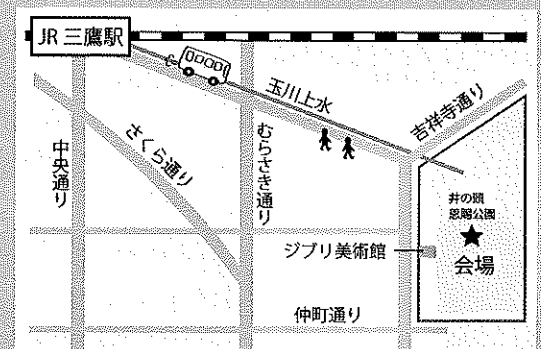 JR 三鷹駅
玉川上水
吉祥寺通り
中央通り
さくら通り
むらさき通り
井の頭
恩賜公園
ジブリ美術館
会場
仲町通り